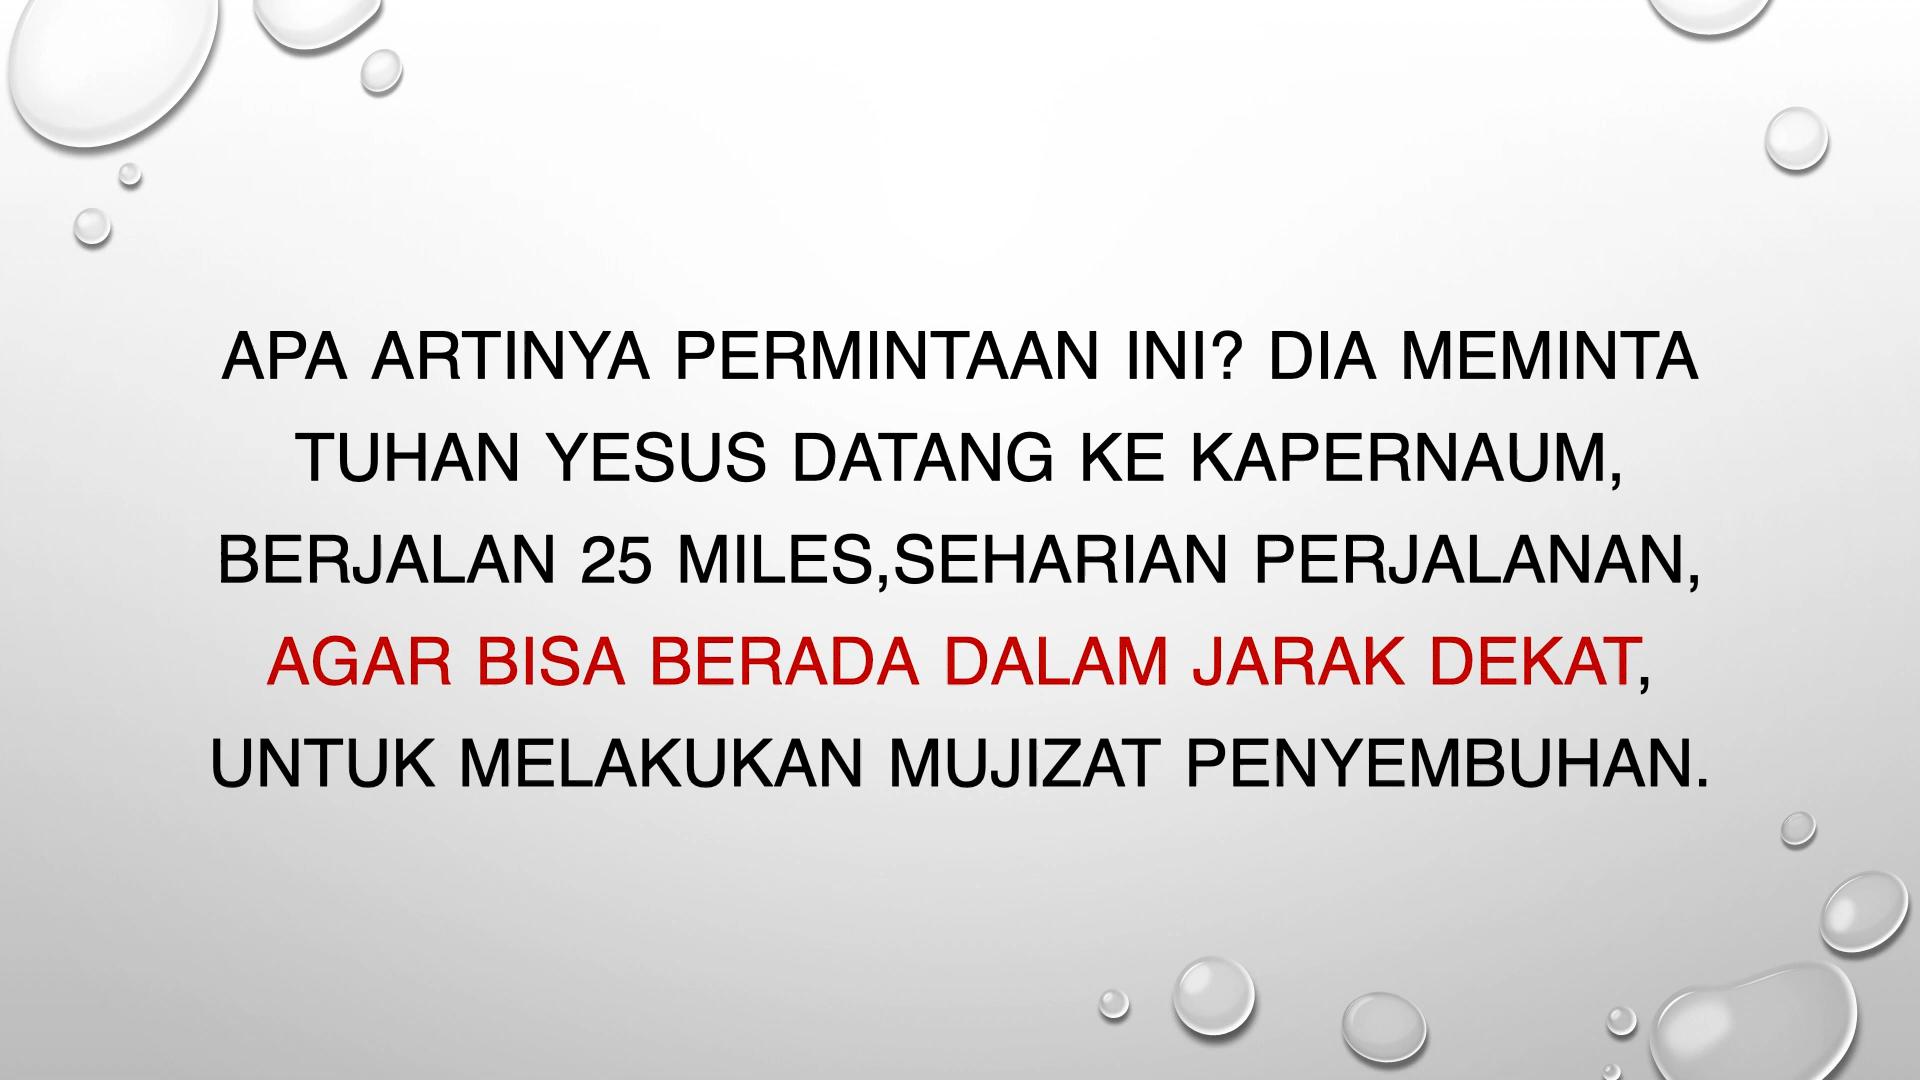 APA ARTINYA PERMINTAAN INI? DIA MEMINTA
TUHAN YESUS DATANG KE KAPERNAUM,
BERJALAN 25 MILES,SEHARIAN PERJALANAN,
AGAR BISA BERADA DALAM JARAK DEKAT,
UNTUK MELAKUKAN MUJIZAT PENYEMBUHAN.